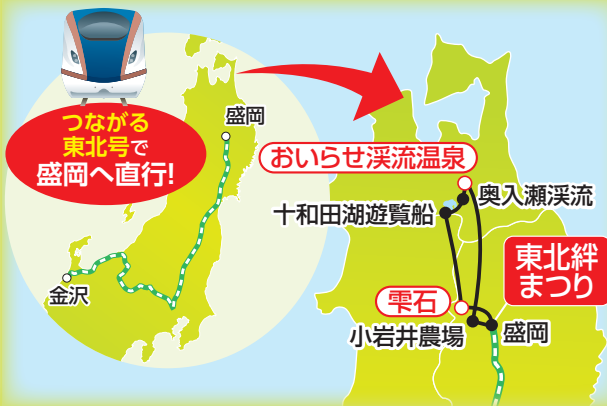 つながる
東北号で
盛岡へ直行!
盛岡
金沢
おいらせ渓流温泉
奥入瀬渓流
十和田湖遊覧船
東北絆
まつり
雫石
小岩井農場
盛岡